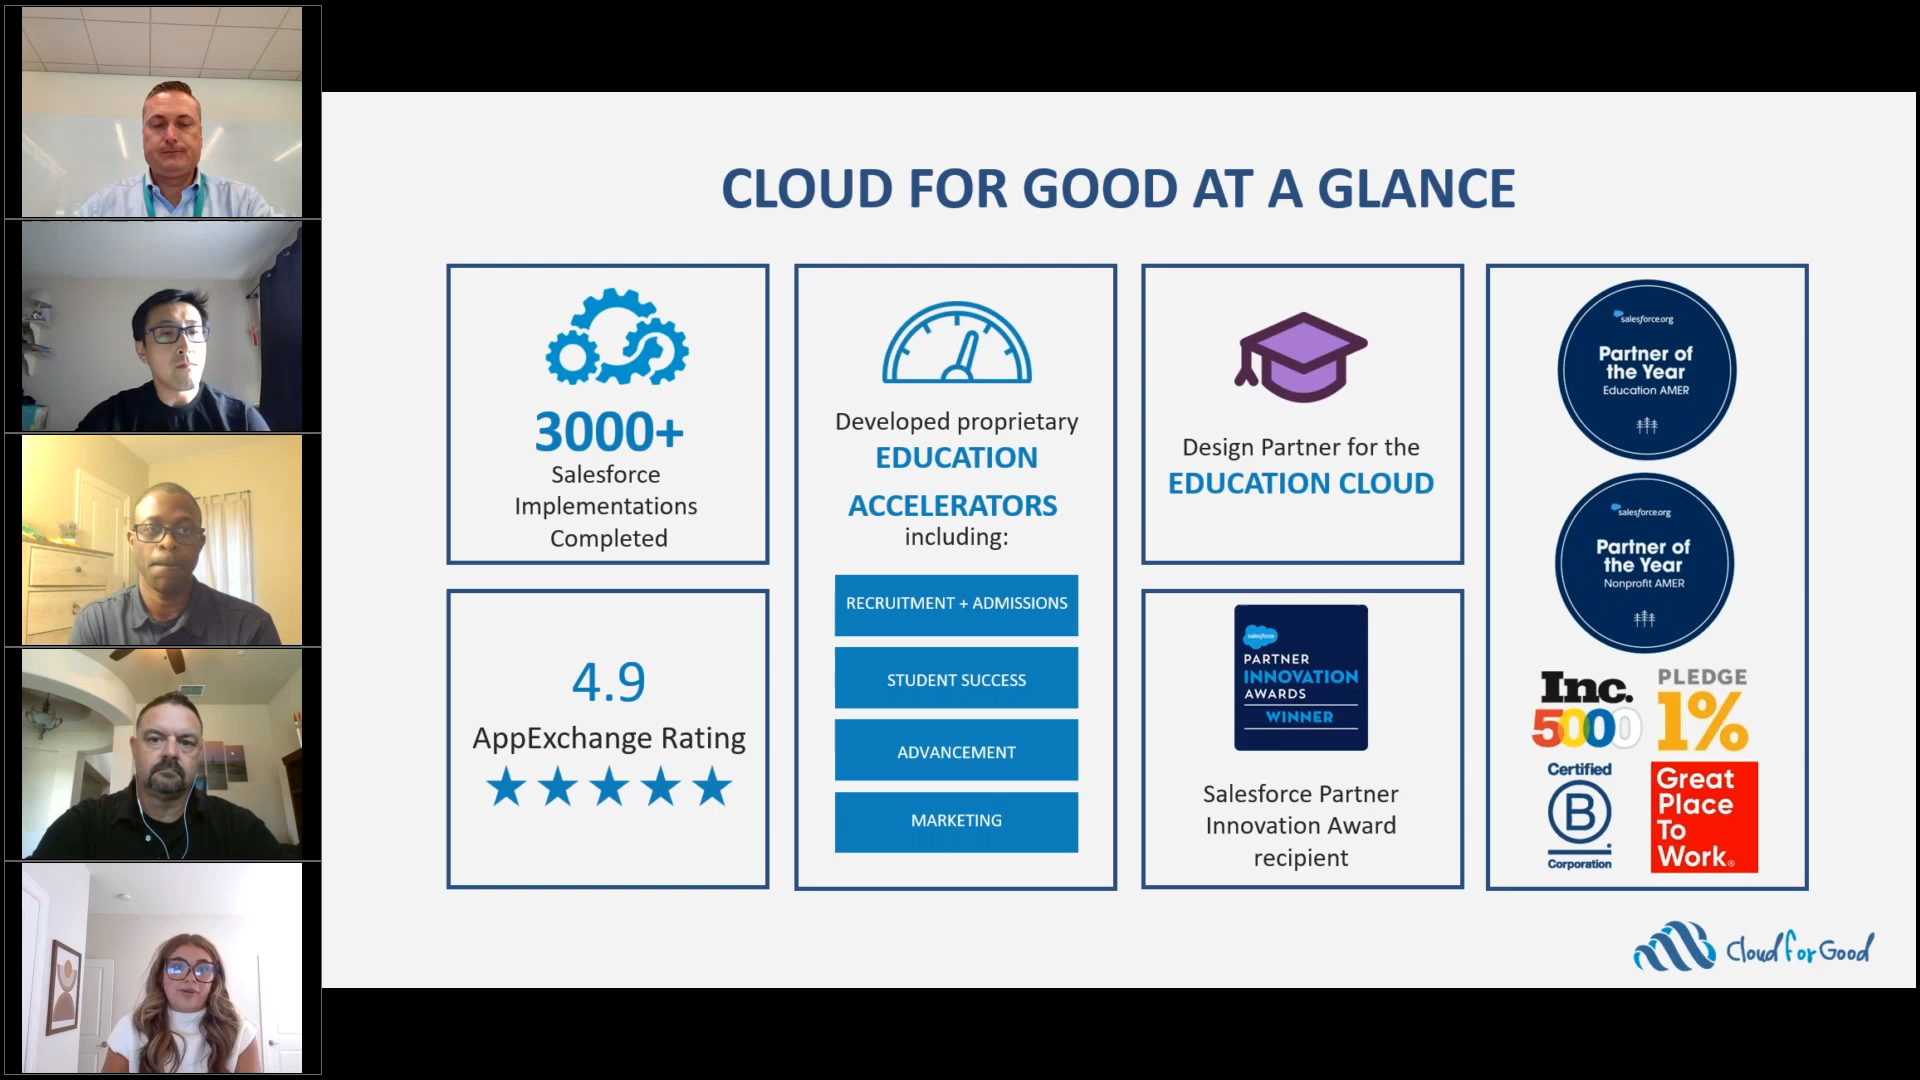 CLOUD FOR GOOD AT A GLANCE
3000+
Salesforce
Implementations
Completed
4.9
AppExchange Rating
Developed proprietary
EDUCATION
ACCELERATORS
including:
RECRUITMENT + ADMISSIONS
STUDENT SUCCESS
ADVANCEMENT
MARKETING
Design Partner for the
EDUCATION CLOUD
salesforce
PARTNER
INNOVATION
AWARDS
WINNER
Salesforce Partner
Innovation Award
recipient
salesforce.org
Partner of
the Year
Education AMER
salesforce.org
Partner of
the Year
Nonprofit AMER
Inc.
5000
PLEDGE
1%
Certified
B
Corporation
Great
Place
To
Work®
Cloud for Good